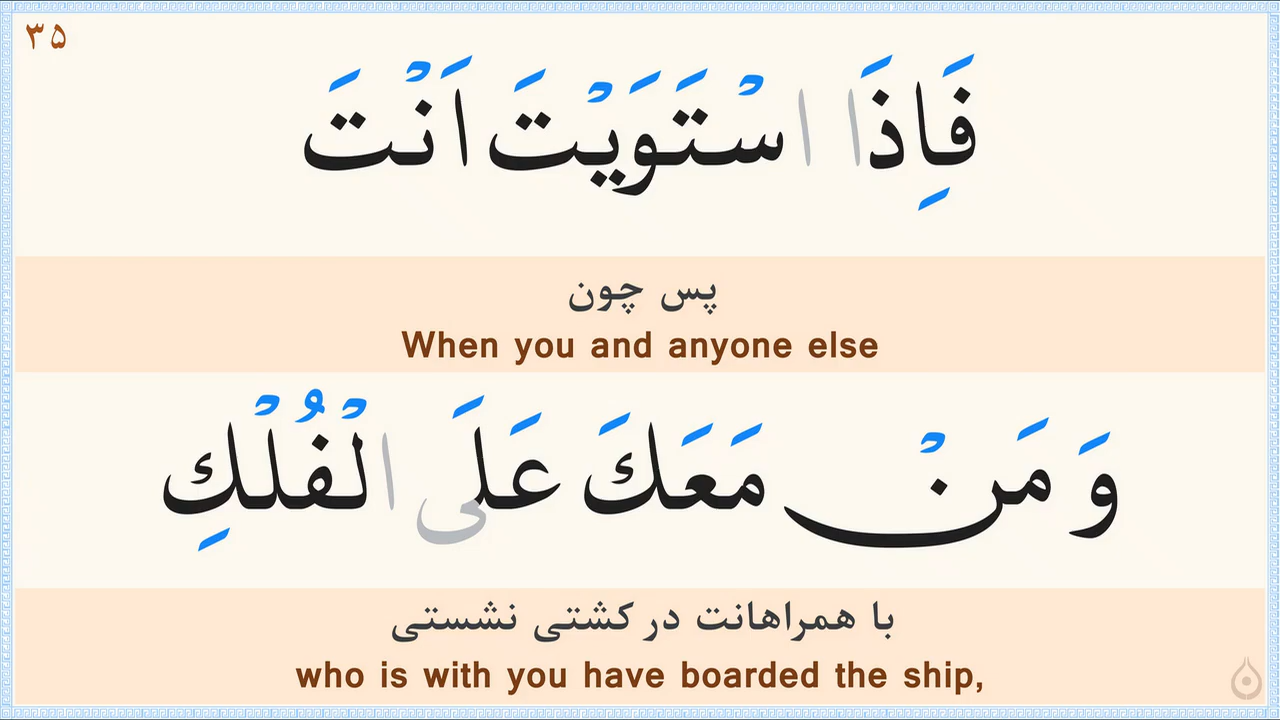 ۳۵
فَاِذَا اسْتَوَيْتَ اَنْتَ
پس چون
When you and anyone else
وَ مَنْ مَعَكَ عَلَى الْفُلْكِ
با همراهانت در کشتی نشستی
who is with you have boarded the ship,